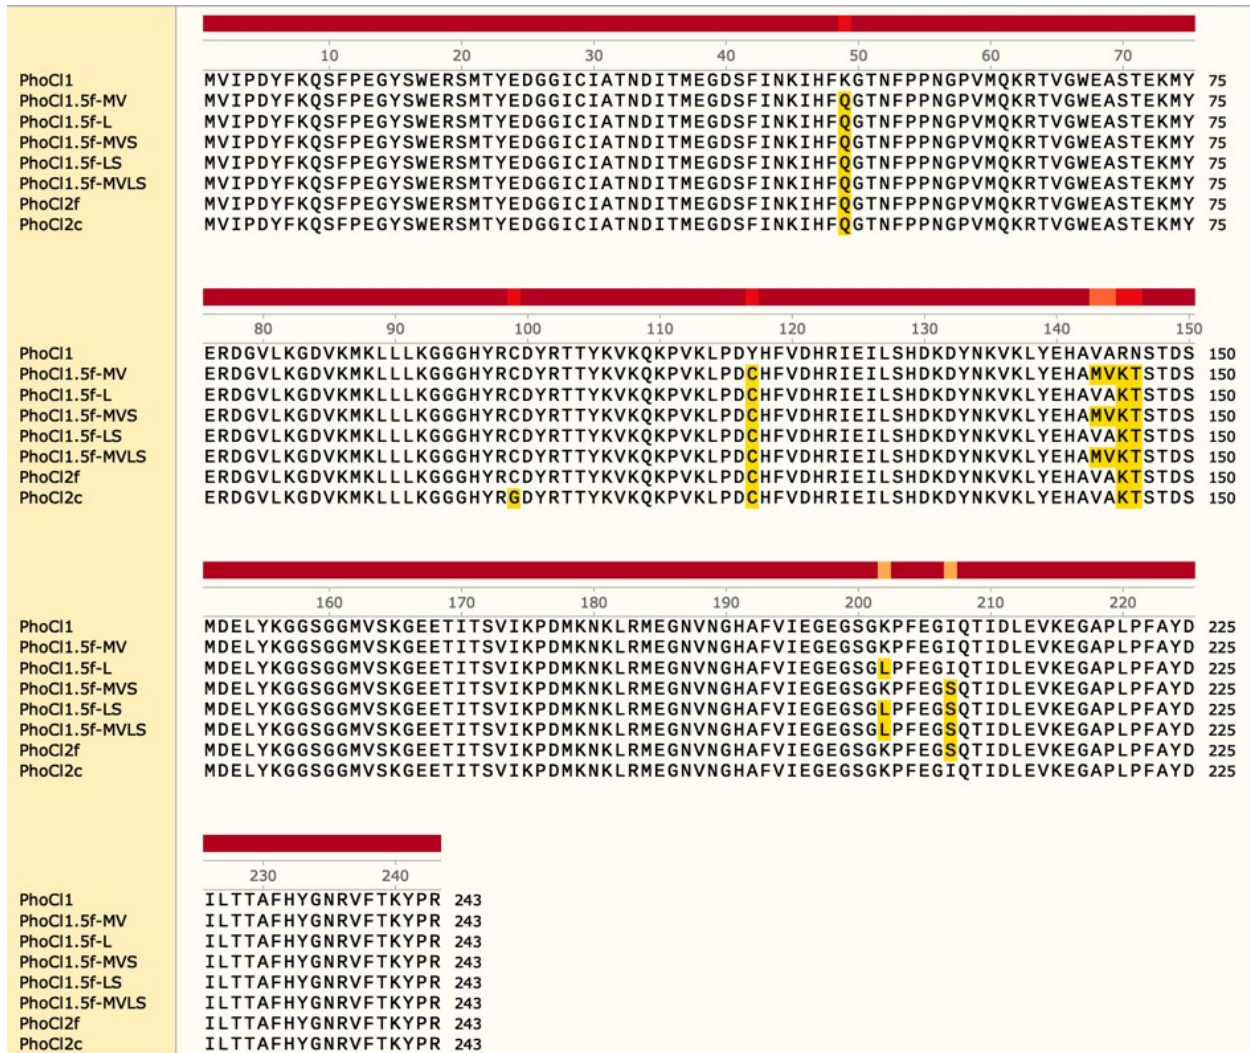 10 20 30 40 50 60 70
PhoCl1 MVIPDYFKQSFPEGYSWERSMTYEDGGICIATNDITMEGDSFINKIHFKGTNFPPNGPVMQKRTVGWEASTEKMY 75
PhoCl1.5f-MV MVIPDYFKQSFPEGYSWERSMTYEDGGICIATNDITMEGDSFINKIHFQGTNFPPNGPVMQKRTVGWEASTEKMY 75
PhoCl1.5f-L MVIPDYFKQSFPEGYSWERSMTYEDGGICIATNDITMEGDSFINKIHFQGTNFPPNGPVMQKRTVGWEASTEKMY 75
PhoCl1.5f-MVS MVIPDYFKQSFPEGYSWERSMTYEDGGICIATNDITMEGDSFINKIHFQGTNFPPNGPVMQKRTVGWEASTEKMY 75
PhoCl1.5f-LS MVIPDYFKQSFPEGYSWERSMTYEDGGICIATNDITMEGDSFINKIHFQGTNFPPNGPVMQKRTVGWEASTEKMY 75
PhoCl1.5f-MVLS MVIPDYFKQSFPEGYSWERSMTYEDGGICIATNDITMEGDSFINKIHFQGTNFPPNGPVMQKRTVGWEASTEKMY 75
PhoCl2f MVIPDYFKQSFPEGYSWERSMTYEDGGICIATNDITMEGDSFINKIHFQGTNFPPNGPVMQKRTVGWEASTEKMY 75
PhoCl2c MVIPDYFKQSFPEGYSWERSMTYEDGGICIATNDITMEGDSFINKIHFQGTNFPPNGPVMQKRTVGWEASTEKMY 75
80 90 100 110 120 130 140 150
PhoCl1 ERDGVLKGDVKMKLLLKGGGHYRCDYRTTYKVKQKPVKLPDYHFVDHRIEILSHDKDYNKVKLYEHAVARNSTDS 150
PhoCl1.5f-MV ERDGVLKGDVKMKLLLKGGGHYRCDYRTTYKVKQKPVKLPDCHFVDHRIEILSHDKDYNKVKLYEHAMVKTSTDS 150
PhoCl1.5f-L ERDGVLKGDVKMKLLLKGGGHYRCDYRTTYKVKQKPVKLPDCHFVDHRIEILSHDKDYNKVKLYEHAVAKTSTDS 150
PhoCl1.5f-MVS ERDGVLKGDVKMKLLLKGGGHYRCDYRTTYKVKQKPVKLPDCHFVDHRIEILSHDKDYNKVKLYEHAMVKTSTDS 150
PhoCl1.5f-LS ERDGVLKGDVKMKLLLKGGGHYRCDYRTTYKVKQKPVKLPDCHFVDHRIEILSHDKDYNKVKLYEHAVAKTSTDS 150
PhoCl1.5f-MVLS ERDGVLKGDVKMKLLLKGGGHYRCDYRTTYKVKQKPVKLPDCHFVDHRIEILSHDKDYNKVKLYEHAMVKTSTDS 150
PhoCl2f ERDGVLKGDVKMKLLLKGGGHYRCDYRTTYKVKQKPVKLPDCHFVDHRIEILSHDKDYNKVKLYEHAVAKTSTDS 150
PhoCl2c ERDGVLKGDVKMKLLLKGGGHYRGDYRTTYKVKQKPVKLPDCHFVDHRIEILSHDKDYNKVKLYEHAVAKTSTDS 150
160 170 180 190 200 210 220
PhoCl1 MDELYKGGSGGMVSKGEETITSVIKPDMKNKLRMEGNVNGHAFVIEGEGSGKPFEGIQTIDLEVKEGAPLPFAYD 225
PhoCl1.5f-MV MDELYKGGSGGMVSKGEETITSVIKPDMKNKLRMEGNVNGHAFVIEGEGSGKPFEGIQTIDLEVKEGAPLPFAYD 225
PhoCl1.5f-L MDELYKGGSGGMVSKGEETITSVIKPDMKNKLRMEGNVNGHAFVIEGEGSGLPFEGIQTIDLEVKEGAPLPFAYD 225
PhoCl1.5f-MVS MDELYKGGSGGMVSKGEETITSVIKPDMKNKLRMEGNVNGHAFVIEGEGSGKPFEGSQTIDLEVKEGAPLPFAYD 225
PhoCl1.5f-LS MDELYKGGSGGMVSKGEETITSVIKPDMKNKLRMEGNVNGHAFVIEGEGSGLPFEGSQTIDLEVKEGAPLPFAYD 225
PhoCl1.5f-MVLS MDELYKGGSGGMVSKGEETITSVIKPDMKNKLRMEGNVNGHAFVIEGEGSGLPFEGSQTIDLEVKEGAPLPFAYD 225
PhoCl2f MDELYKGGSGGMVSKGEETITSVIKPDMKNKLRMEGNVNGHAFVIEGEGSGKPFEGSQTIDLEVKEGAPLPFAYD 225
PhoCl2c MDELYKGGSGGMVSKGEETITSVIKPDMKNKLRMEGNVNGHAFVIEGEGSGKPFEGIQTIDLEVKEGAPLPFAYD 225
230 240
PhoCl1 ILTTAFHYGNRVFTKYPR 243
PhoCl1.5f-MV ILTTAFHYGNRVFTKYPR 243
PhoCl1.5f-L ILTTAFHYGNRVFTKYPR 243
PhoCl1.5f-MVS ILTTAFHYGNRVFTKYPR 243
PhoCl1.5f-LS ILTTAFHYGNRVFTKYPR 243
PhoCl1.5f-MVLS ILTTAFHYGNRVFTKYPR 243
PhoCl2f ILTTAFHYGNRVFTKYPR 243
PhoCl2c ILTTAFHYGNRVFTKYPR 243